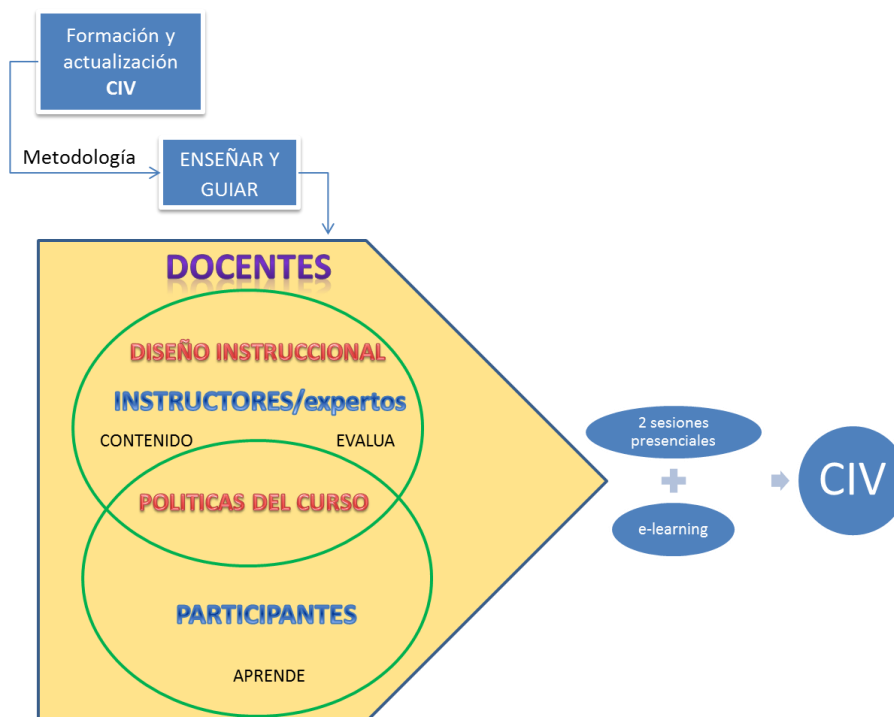 Formación y
actualización
CIV
Metodología
ENSEÑAR Y
GUIAR
DOCENTES
DISEÑO INSTRUCCIONAL
INSTRUCTORES/expertos
CONTENIDO
EVALUA
POLITICAS DEL CURSO
PARTICIPANTES
APRENDE
2 sesiones
presenciales
e-learning
CIV